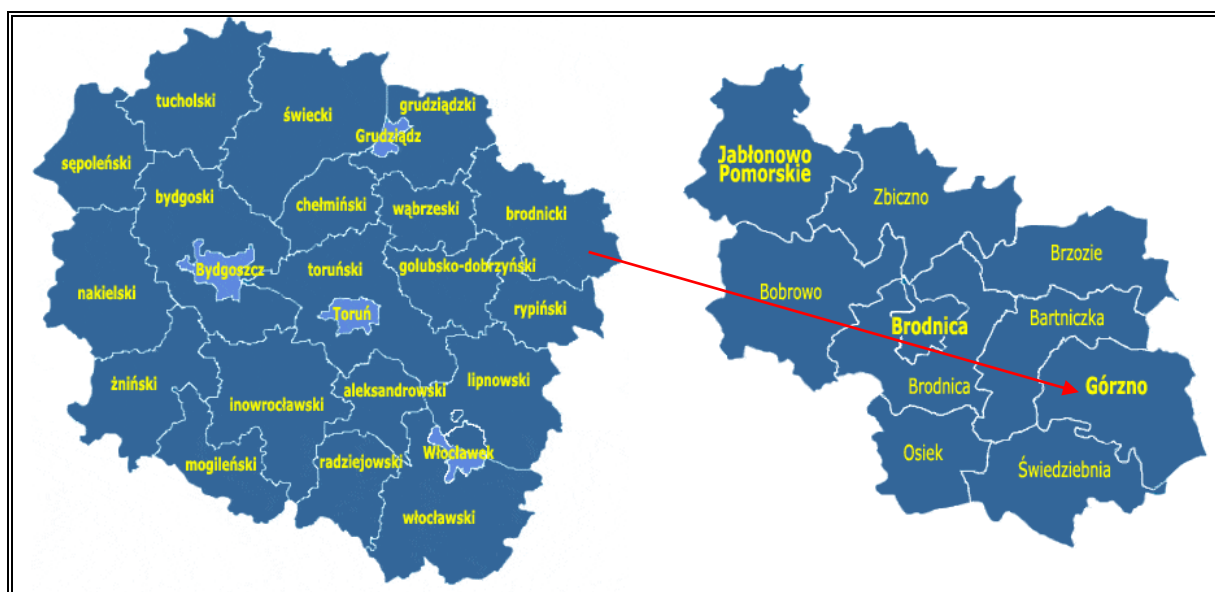 tucholski
świecki
grudziądzki
Grudziądz
sępoleński
bydgoski
chełmiński
wąbrzeski
brodnicki
Bydgoszcz
toruński
golubsko-dobrzyński
nakielski
Toruń
rypiński
żniński
inowrocławski
aleksandrowski
lipnowski
mogileński
radziejowski
Włocławek
włocławski
Jabłonowo
Pomorskie
Zbiczno
Brzozie
Bobrowo
Bartniczka
Brodnica
Brodnica
Górzno
Osiek
Świedziebnia